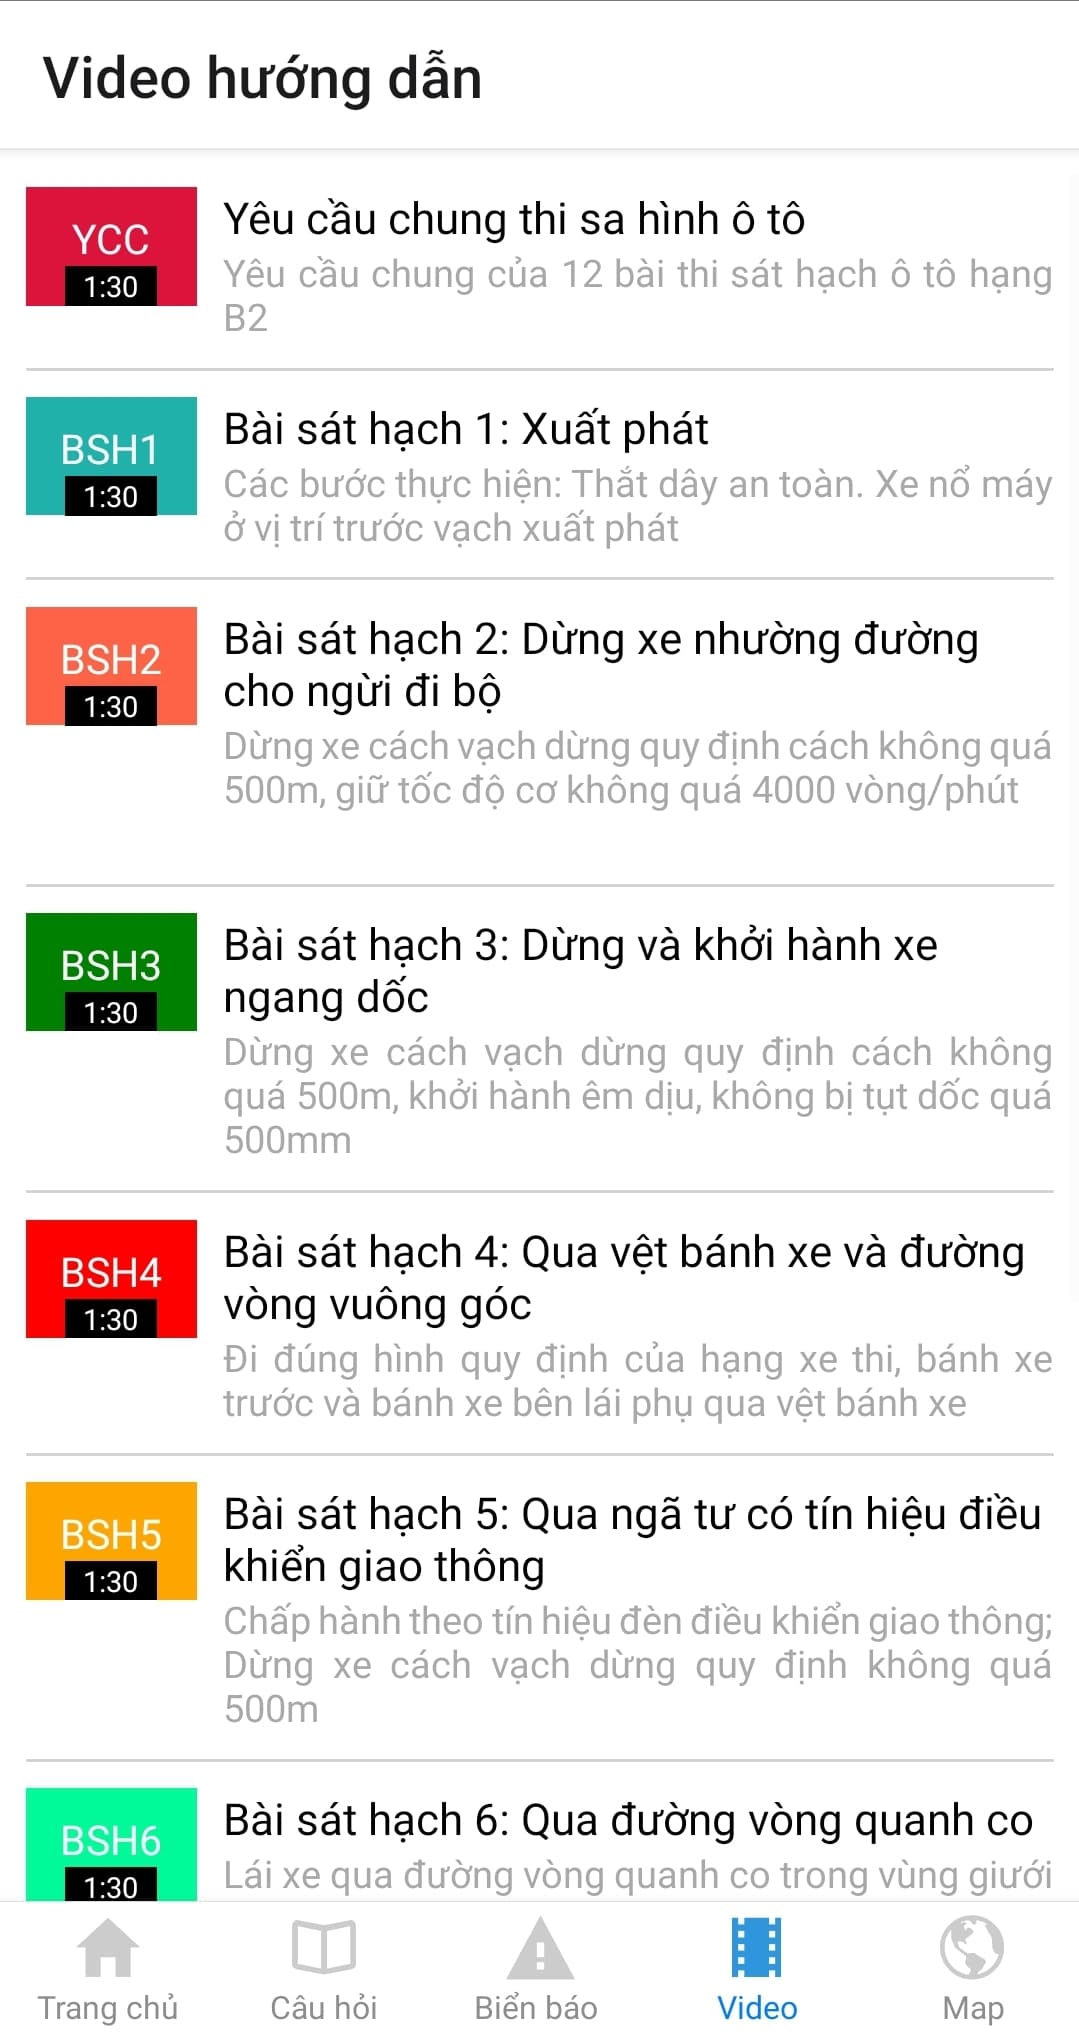 Video hướng dẫn
YCC
1:30
Yêu cầu chung thi sa hình ô tô
Yêu cầu chung của 12 bài thi sát hạch ô tô hạng
B2
BSH1
1:30
Bài sát hạch 1: Xuất phát
Các bước thực hiện: Thắt dây an toàn. Xe nổ máy
ở vị trí trước vạch xuất phát
BSH2
1:30
Bài sát hạch 2: Dừng xe nhường đường
cho ngừi đi bộ
Dừng xe cách vạch dừng quy định cách không quá
500m, giữ tốc độ cơ không quá 4000 vòng/phút
BSH3
1:30
Bài sát hạch 3: Dừng và khởi hành xe
ngang dốc
Dừng xe cách vạch dừng quy định cách không
quá 500m, khởi hành êm dịu, không bị tụt dốc quá
500mm
BSH4
1:30
Bài sát hạch 4: Qua vệt bánh xe và đường
vòng vuông góc
Đi đúng hình quy định của hạng xe thi, bánh xe
trước và bánh xe bên lái phụ qua vệt bánh xe
BSH5
1:30
Bài sát hạch 5: Qua ngã tư có tín hiệu điều
khiển giao thông
Chấp hành theo tín hiệu đèn điều khiển giao thông;
Dừng xe cách vạch dừng quy định không quá
500m
BSH6
1:30
Bài sát hạch 6: Qua đường vòng quanh co
Lái xe qua đường vòng quanh co trong vùng giưới
Trang chủ
Câu hỏi
Biển báo
Video
Map